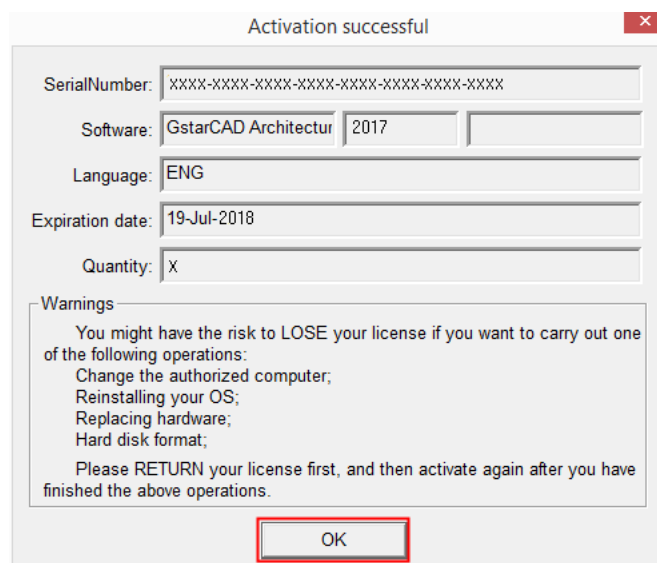 Activation successful
SerialNumber: XXXX-XXXX-XXXX-XXXX-XXXX-XXXX-XXXX-XXXX
Software: GstarCAD Architectur 2017
Language: ENG
Expiration date: 19-Jul-2018
Quantity: X
Warnings
You might have the risk to LOSE your license if you want to carry out one
of the following operations:
Change the authorized computer;
Reinstalling your OS;
Replacing hardware;
Hard disk format;
Please RETURN your license first, and then activate again after you have
finished the above operations.
OK